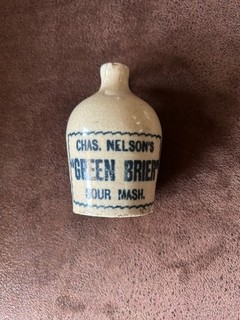 CHAS. NELSON'S
"GREEN BRIER"
SOUR MASH.